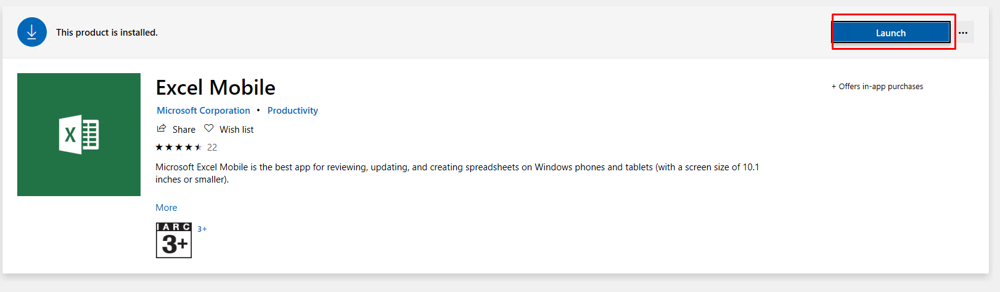 This product is installed.
Launch
...
Excel Mobile
Microsoft Corporation • Productivity
+ Offers in-app purchases
Share Wish list
22
Microsoft Excel Mobile is the best app for reviewing, updating, and creating spreadsheets on Windows phones and tablets (with a screen size of 10.1
inches or smaller).
More
IARC
3+
3+